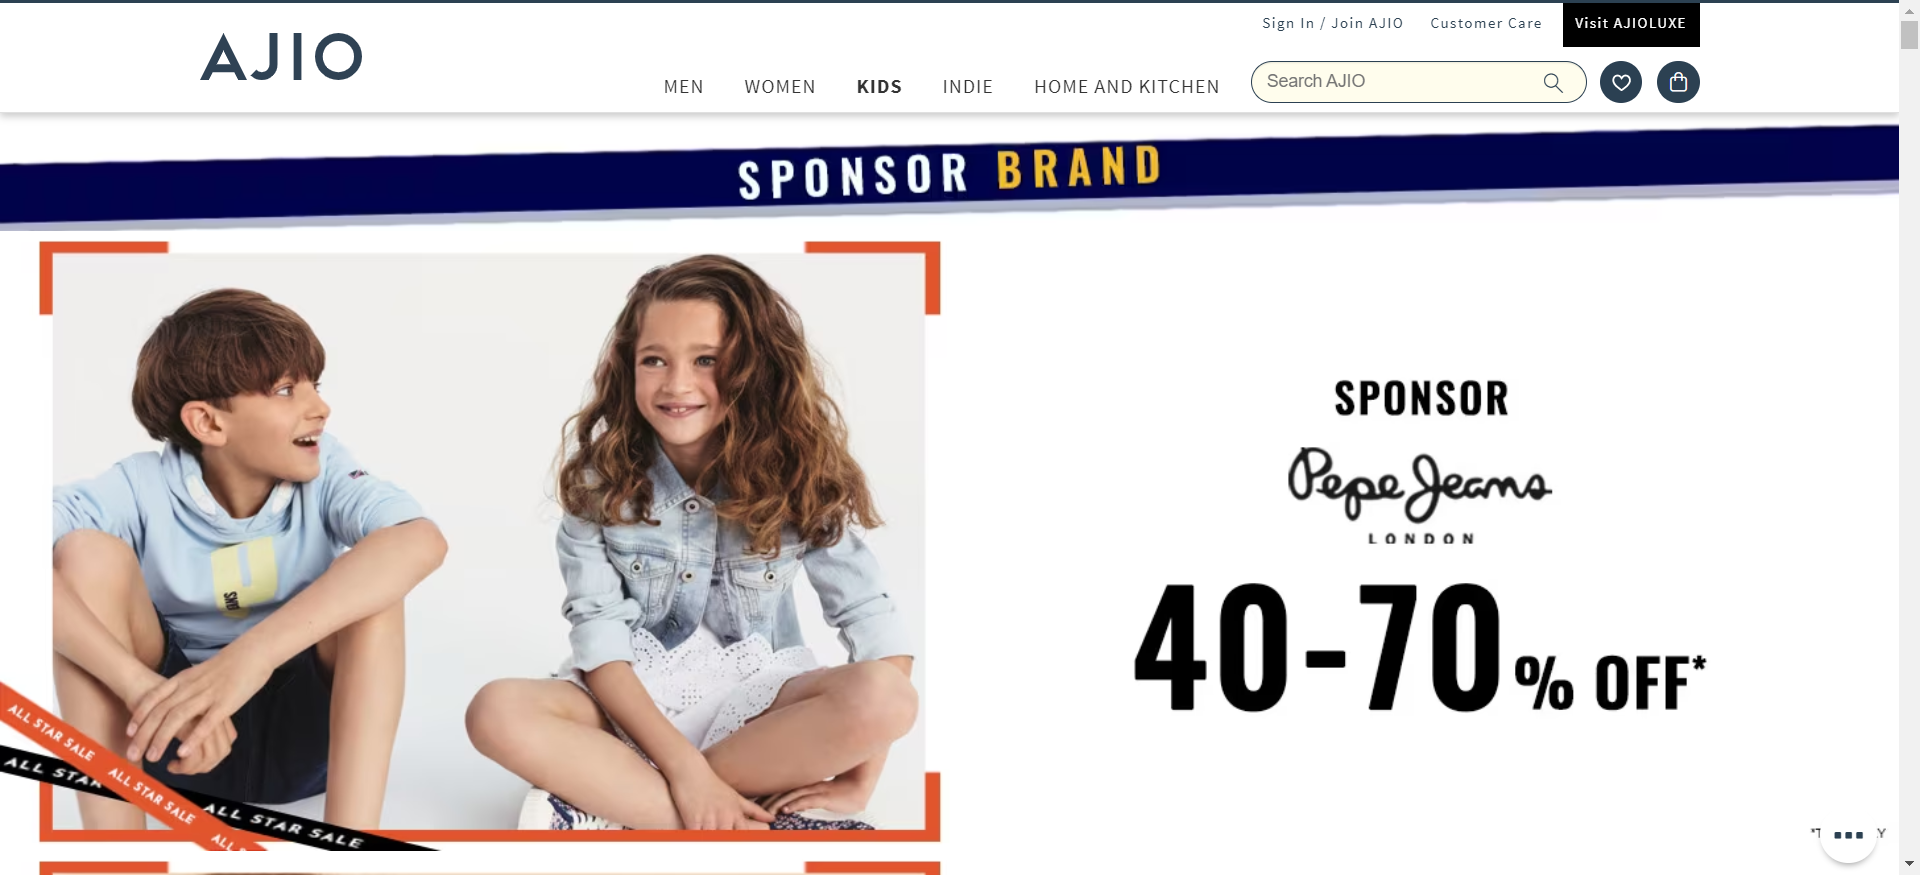 Sign In / Join AJIO
Customer Care
Visit AJIOLUXE
AJIO
MEN
WOMEN
KIDS
INDIE
HOME AND KITCHEN
Search AJIO
SPONSOR BRAND
SPONSOR
Pepe Jeans
LONDON
40-70% OFF*
ALL STAR SALE
ALL STAR SALE
ALL
ALL STAR
ALL STAR SALE